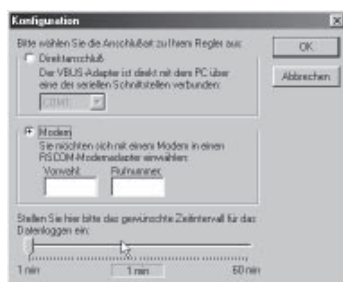 Konfiguration
Bitte wählen Sie die Anschlußart zu Ihrem Regler aus:
Direktanschluß
Der VBUS-Adapter ist direkt mit dem PC über
eine der seriellen Schnittstellen verbunden:
COM1:
Modem
Sie möchten sich mit einem Modem in einen
RSCOM-Modemadapter einwählen:
Vorwahl: Rufnummer:
Stellen Sie hier bitte das gewünschte Zeitintervall für das
Datenloggen ein:
1 min 1 min 60 min
OK
Abbrechen